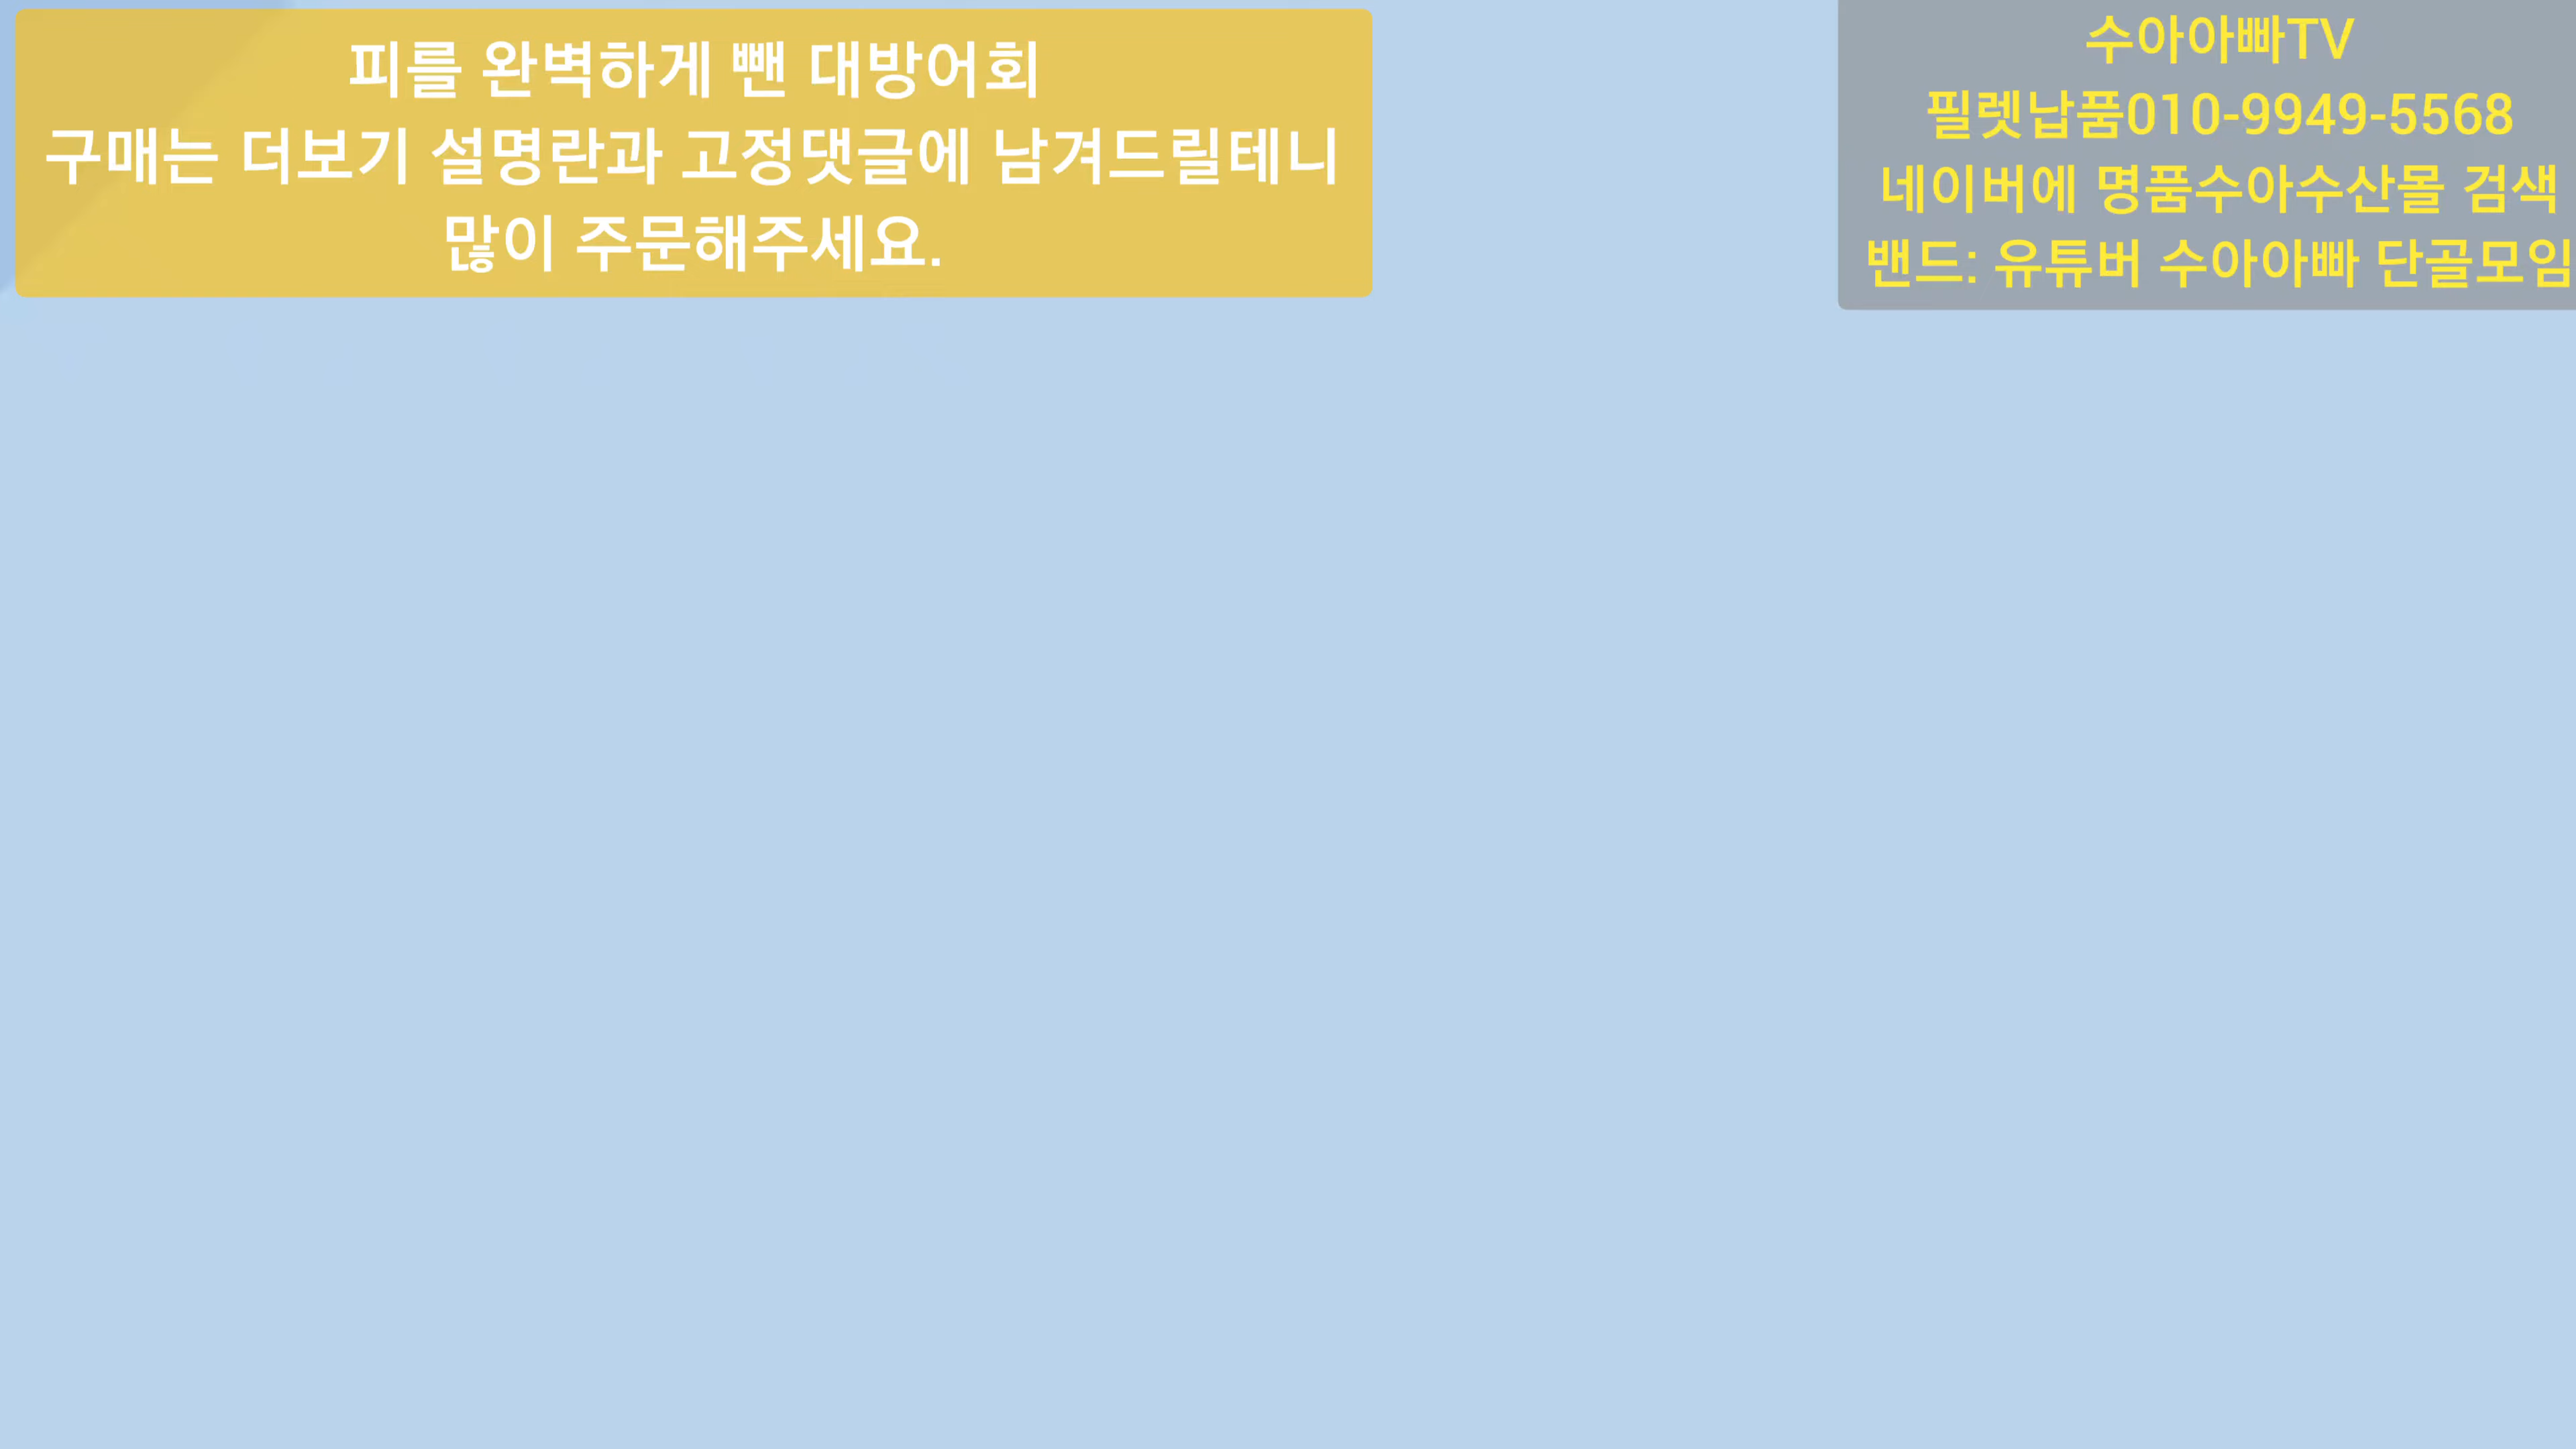 피를 완벽하게 뺀 대방어회
구매는 더보기 설명란과 고정댓글에 남겨드릴테니
많이 주문해주세요.
수아아빠TV
필렛납품010-9949-5568
네이버에 명품수아수산몰 검색
밴드: 유튜버 수아아빠 단골모임